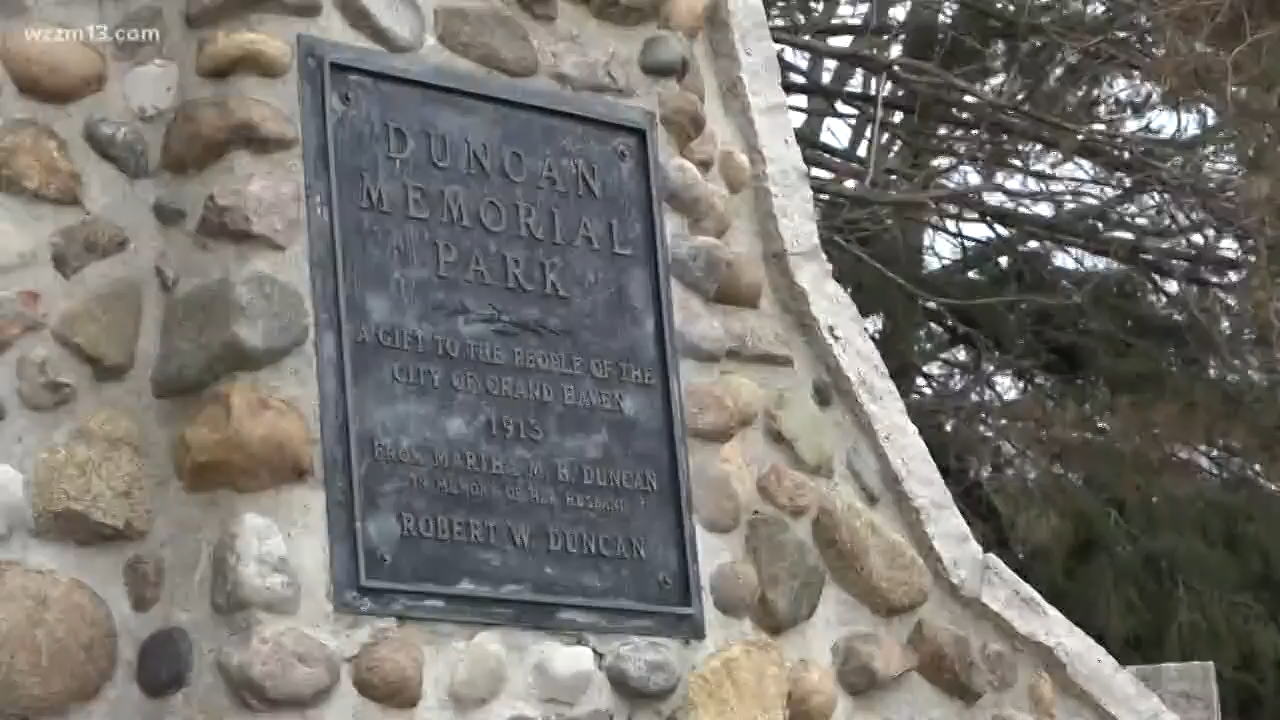 wzzm13.com
DUNCAN
MEMORIAL
PARK
A GIFT TO THE PEOPLE OF THE
CITY OF GRAND HAVEN
1913
FROM MARTHA M. H. DUNCAN
IN MEMORY OF HER HUSBAND
ROBERT W. DUNCAN